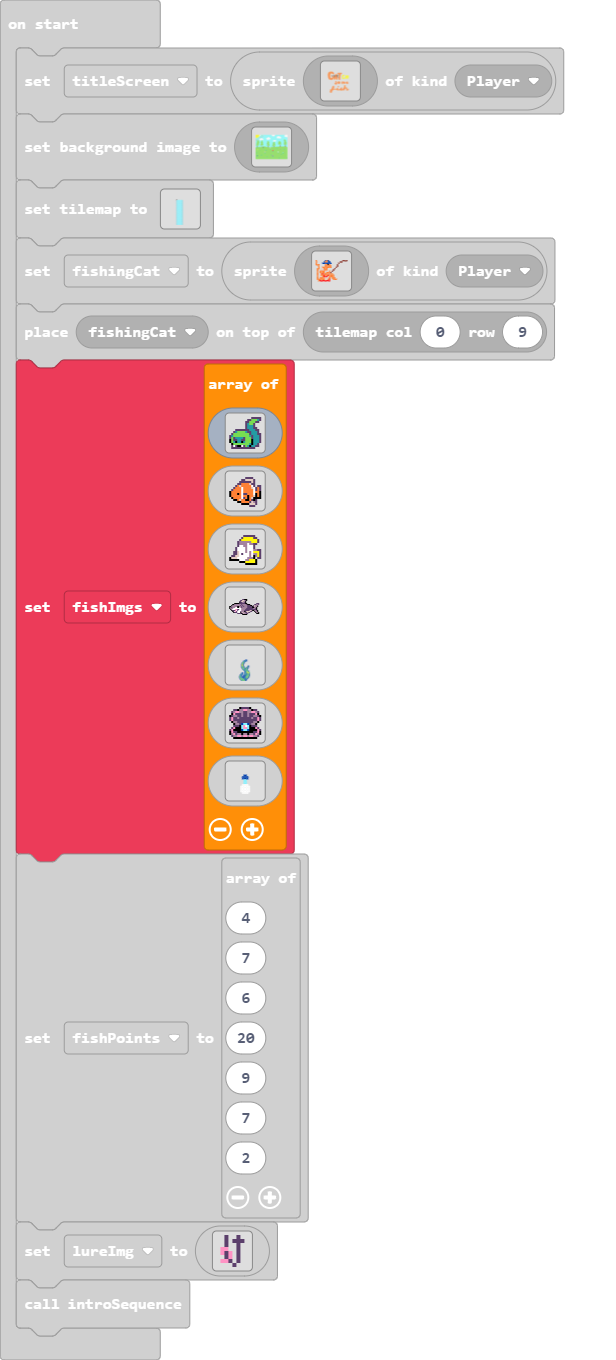 on start
set titleScreen to sprite of kind Player
set background image to
set tilemap to
set fishingCat to sprite of kind Player
place fishingCat on top of tilemap col 0 row 9
array of
set fishImgs to
array of
4
7
6
20
set fishPoints to
9
7
2
set lureImg to
call introSequence